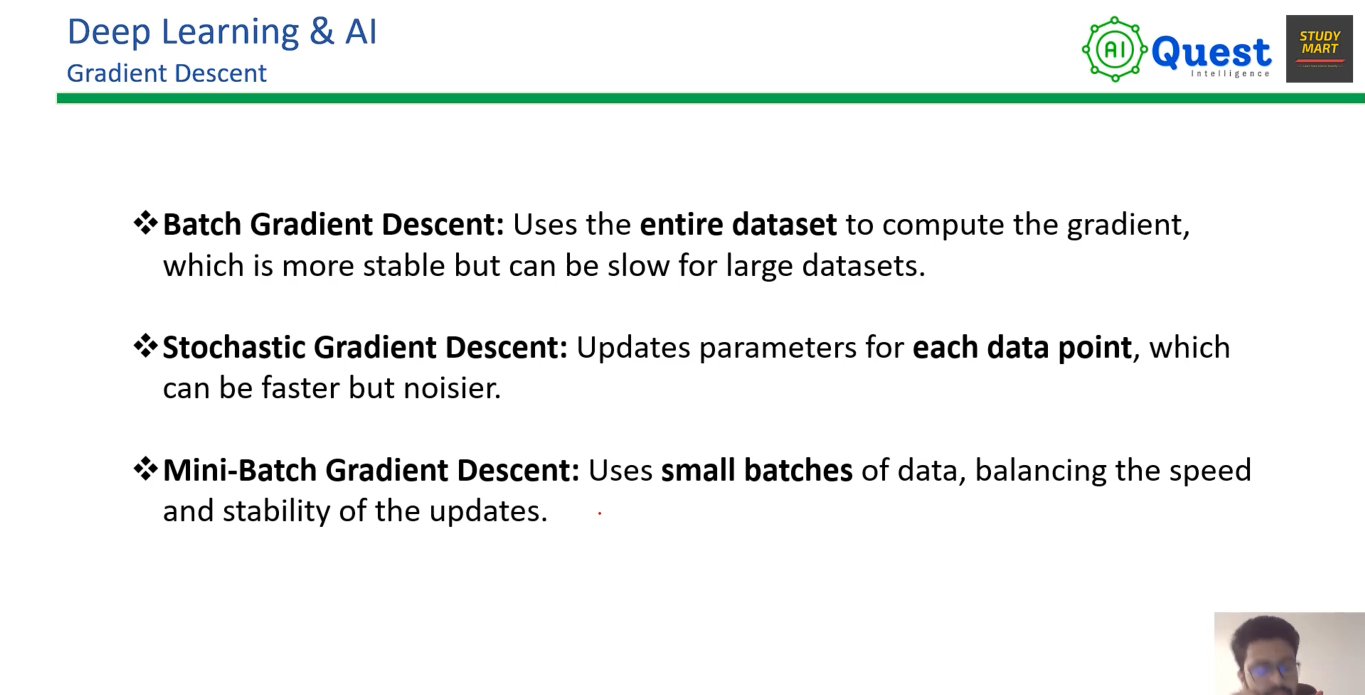 Deep Learning & AI
Gradient Descent
AI Quest
Intelligence
STUDY
MART
❖Batch Gradient Descent: Uses the entire dataset to compute the gradient,
which is more stable but can be slow for large datasets.
❖Stochastic Gradient Descent: Updates parameters for each data point, which
can be faster but noisier.
❖Mini-Batch Gradient Descent: Uses small batches of data, balancing the speed
and stability of the updates.